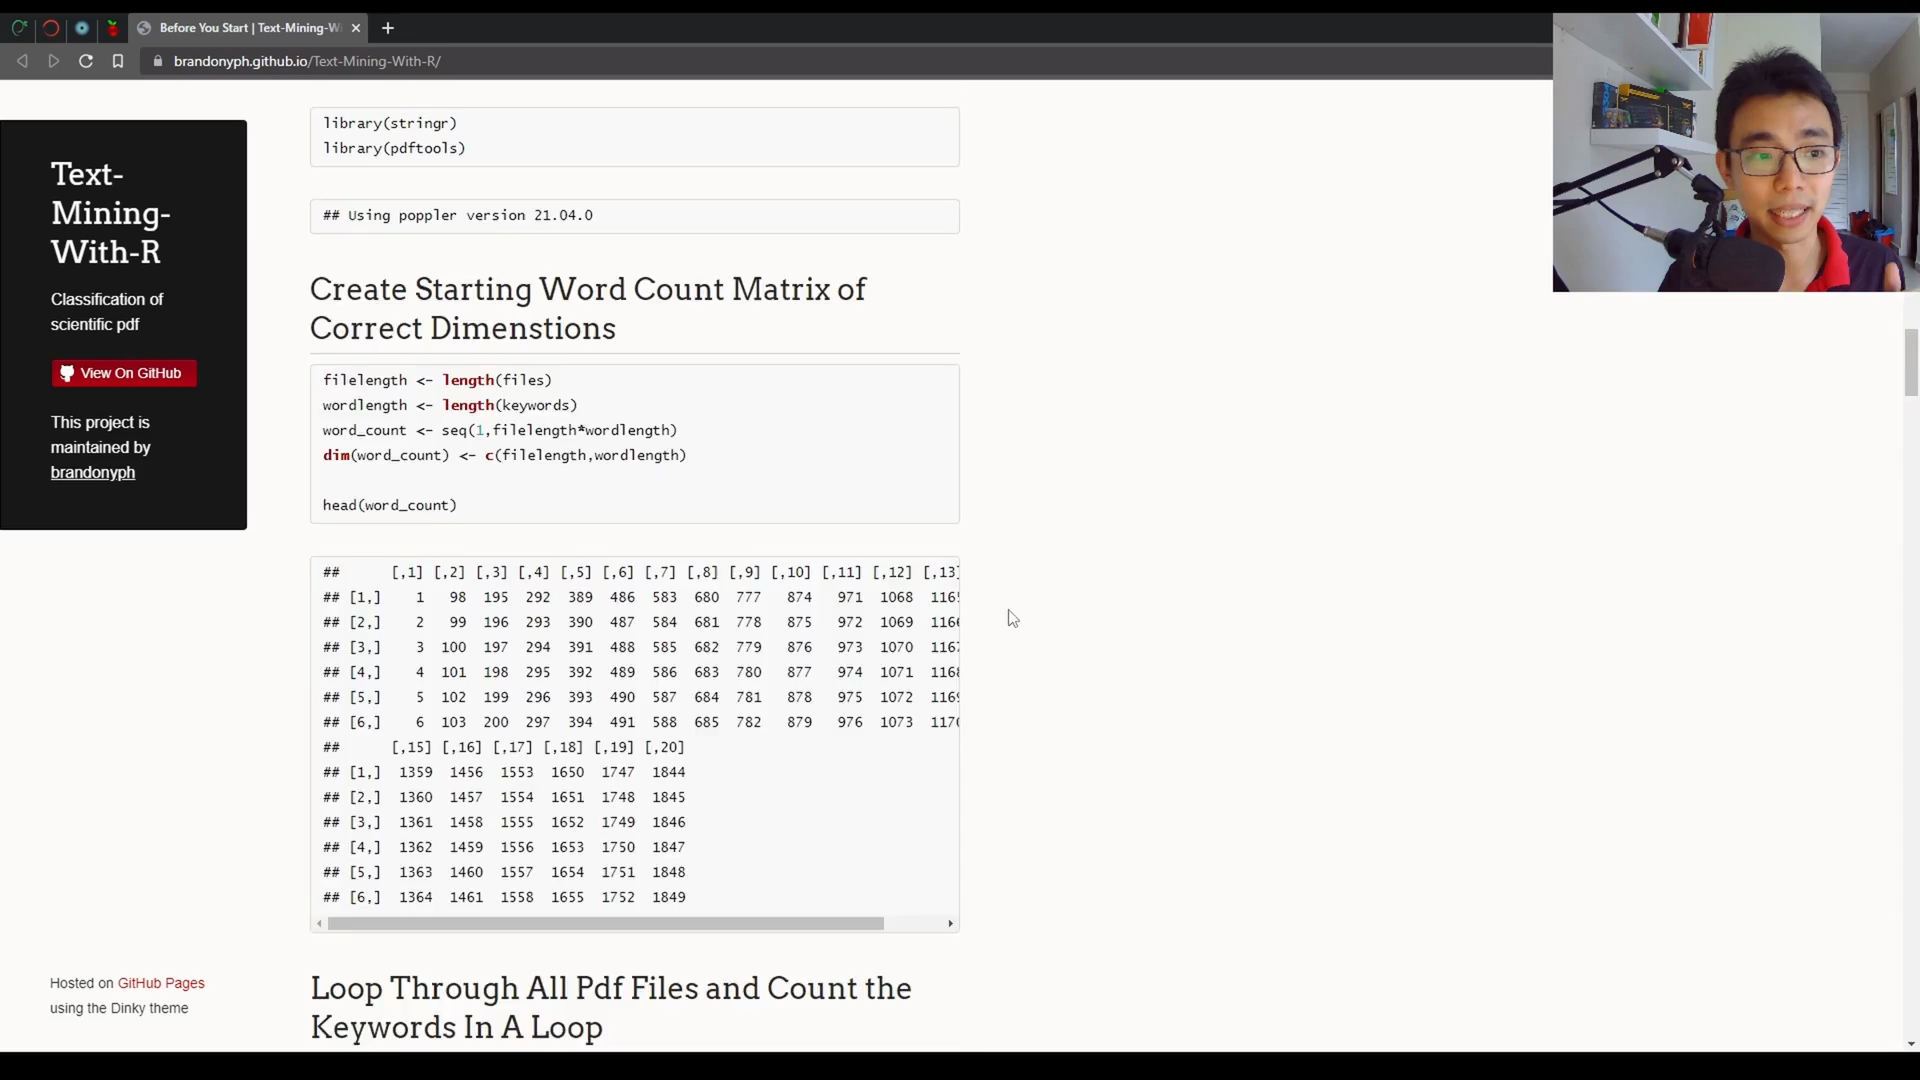 Before You Start | Text-Mining-W
brandonyph.github.io/Text-Mining-With-R/
Text-
Mining-
With-R
Classification of
scientific pdf
View On GitHub
This project is
maintained by
brandonyph
Hosted on GitHub Pages
using the Dinky theme
library(stringr)
library(pdftools)
## Using poppler version 21.04.0
Create Starting Word Count Matrix of
Correct Dimenstions
filelength <- length(files)
wordlength <- length(keywords)
word_count <- seq(1,filelength*wordlength)
dim(word_count) <- c(filelength,wordlength)
head(word_count)
## [,1] [,2] [,3] [,4] [,5] [,6] [,7] [,8] [,9] [,10] [,11] [,12] [,13]
## [1,] 1 98 195 292 389 486 583 680 777 874 971 1068 1165
## [2,] 2 99 196 293 390 487 584 681 778 875 972 1069 1166
## [3,] 3 100 197 294 391 488 585 682 779 876 973 1070 1167
## [4,] 4 101 198 295 392 489 586 683 780 877 974 1071 1168
## [5,] 5 102 199 296 393 490 587 684 781 878 975 1072 1169
## [6,] 6 103 200 297 394 491 588 685 782 879 976 1073 1170
## [,15] [,16] [,17] [,18] [,19] [,20]
## [1,] 1359 1456 1553 1650 1747 1844
## [2,] 1360 1457 1554 1651 1748 1845
## [3,] 1361 1458 1555 1652 1749 1846
## [4,] 1362 1459 1556 1653 1750 1847
## [5,] 1363 1460 1557 1654 1751 1848
## [6,] 1364 1461 1558 1655 1752 1849
Loop Through All Pdf Files and Count the
Keywords In A Loop